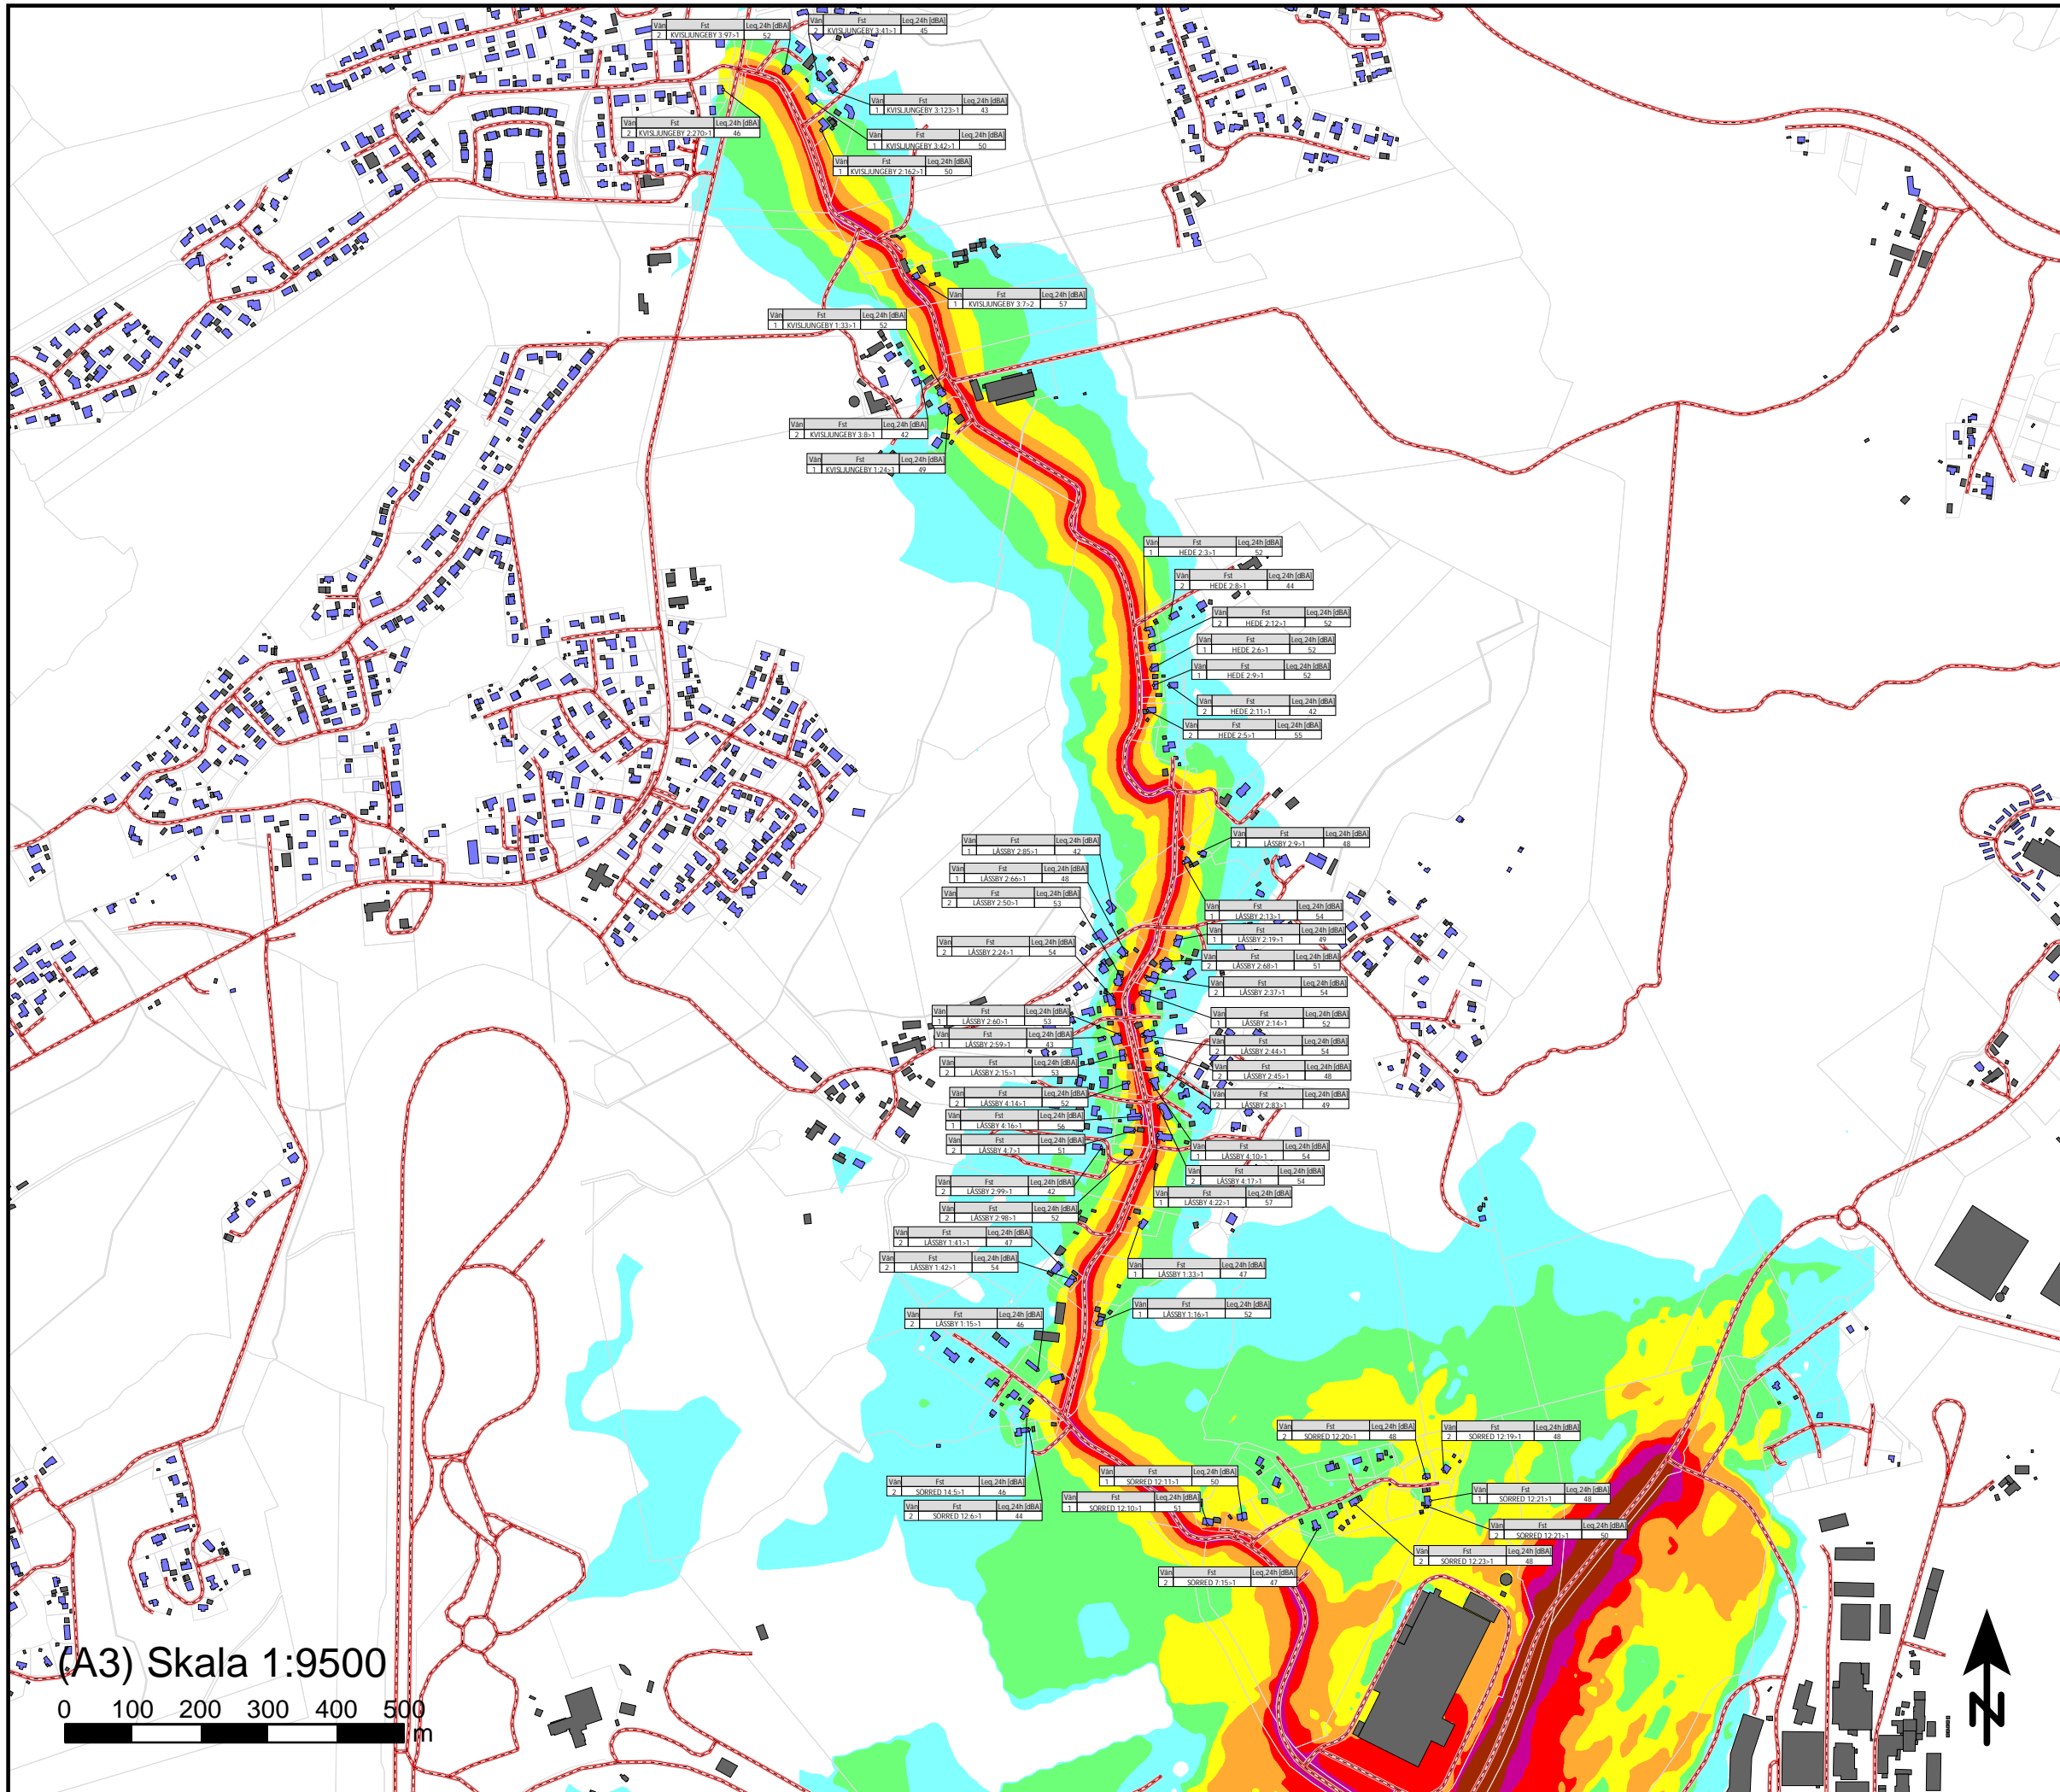 Vån Fst Leq,24h [dBA]
2 KVISLJUNGEBY 3:97>1 52
Vån Fst Leq,24h [dBA]
2 KVISLJUNGEBY 3:41>1 45
Vån Fst Leq,24h [dBA]
1 KVISLJUNGEBY 3:123>1 43
Vån Fst Leq,24h [dBA]
2 KVISLJUNGEBY 2:270>1 46
Vån Fst Leq,24h [dBA]
1 KVISLJUNGEBY 3:42>1 50
Vån Fst Leq,24h [dBA]
1 KVISLJUNGEBY 2:162>1 50
Vån Fst Leq,24h [dBA]
1 KVISLJUNGEBY 3:7>2 57
Vån Fst Leq,24h [dBA]
1 KVISLJUNGEBY 1:33>1 52
Vån Fst Leq,24h [dBA]
2 KVISLJUNGEBY 3:8>1 42
Vån Fst Leq,24h [dBA]
1 KVISLJUNGEBY 1:24>1 49
Vån Fst Leq,24h [dBA]
1 HEDE 2:3>1 52
Vån Fst Leq,24h [dBA]
2 HEDE 2:8>1 44
Vån Fst Leq,24h [dBA]
2 HEDE 2:12>1 52
Vån Fst Leq,24h [dBA]
1 HEDE 2:6>1 52
Vån Fst Leq,24h [dBA]
1 HEDE 2:9>1 52
Vån Fst Leq,24h [dBA]
2 HEDE 2:11>1 42
Vån Fst Leq,24h [dBA]
2 HEDE 2:5>1 55
Vån Fst Leq,24h [dBA]
2 LÅSSBY 2:9>1 48
Vån Fst Leq,24h [dBA]
1 LÅSSBY 2:85>1 42
Vån Fst Leq,24h [dBA]
1 LÅSSBY 2:66>1 48
Vån Fst Leq,24h [dBA]
2 LÅSSBY 2:50>1 53
Vån Fst Leq,24h [dBA]
1 LÅSSBY 2:13>1 54
Vån Fst Leq,24h [dBA]
1 LÅSSBY 2:19>1 49
Vån Fst Leq,24h [dBA]
2 LÅSSBY 2:24>1 54
Vån Fst Leq,24h [dBA]
2 LÅSSBY 2:68>1 51
Vån Fst Leq,24h [dBA]
2 LÅSSBY 2:37>1 54
Vån Fst Leq,24h [dBA]
1 LÅSSBY 2:60>1 53
Vån Fst Leq,24h [dBA]
1 LÅSSBY 2:14>1 52
Vån Fst Leq,24h [dBA]
1 LÅSSBY 2:59>1 43
Vån Fst Leq,24h [dBA]
2 LÅSSBY 2:44>1 54
Vån Fst Leq,24h [dBA]
2 LÅSSBY 2:15>1 53
Vån Fst Leq,24h [dBA]
2 LÅSSBY 2:45>1 48
Vån Fst Leq,24h [dBA]
2 LÅSSBY 4:14>1 52
Vån Fst Leq,24h [dBA]
2 LÅSSBY 2:83>1 49
Vån Fst Leq,24h [dBA]
1 LÅSSBY 4:16>1 56
Vån Fst Leq,24h [dBA]
2 LÅSSBY 4:7>1 51
Vån Fst Leq,24h [dBA]
1 LÅSSBY 4:10>1 54
Vån Fst Leq,24h [dBA]
2 LÅSSBY 4:17>1 54
Vån Fst Leq,24h [dBA]
2 LÅSSBY 2:99>1 42
Vån Fst Leq,24h [dBA]
1 LÅSSBY 4:22>1 57
Vån Fst Leq,24h [dBA]
2 LÅSSBY 2:98>1 52
Vån Fst Leq,24h [dBA]
2 LÅSSBY 1:41>1 47
Vån Fst Leq,24h [dBA]
2 LÅSSBY 1:42>1 54
Vån Fst Leq,24h [dBA]
1 LÅSSBY 1:33>1 47
Vån Fst Leq,24h [dBA]
1 LÅSSBY 1:16>1 52
Vån Fst Leq,24h [dBA]
2 LÅSSBY 1:15>1 46
Vån Fst Leq,24h [dBA]
2 SÖRRED 12:20>1 48
Vån Fst Leq,24h [dBA]
2 SÖRRED 12:19>1 48
Vån Fst Leq,24h [dBA]
2 SÖRRED 14:5>1 46
Vån Fst Leq,24h [dBA]
1 SÖRRED 12:11>1 50
Vån Fst Leq,24h [dBA]
1 SÖRRED 12:21>1 48
Vån Fst Leq,24h [dBA]
1 SÖRRED 12:10>1 51
Vån Fst Leq,24h [dBA]
2 SÖRRED 12:6>1 44
Vån Fst Leq,24h [dBA]
2 SÖRRED 12:21>1 50
Vån Fst Leq,24h [dBA]
2 SÖRRED 12:23>1 48
Vån Fst Leq,24h [dBA]
2 SÖRRED 7:15>1 47
(A3) Skala 1:9500
0 100 200 300 400 500
m
N